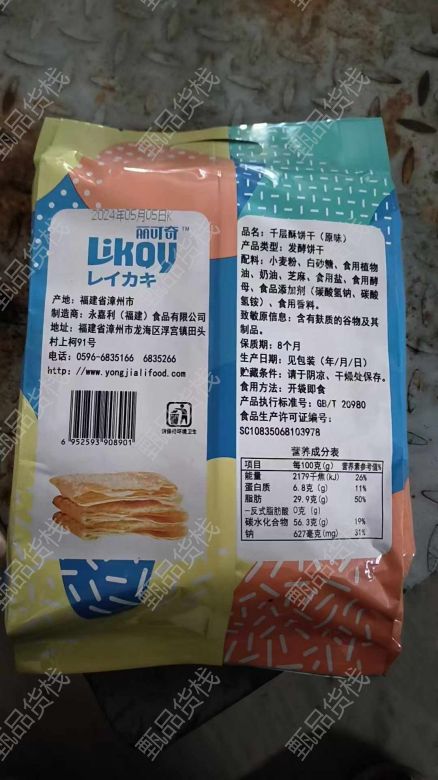 2024年05月05日K
丽可奇™
Likoy
レイカキ
产地：福建省漳州市
制造商：永嘉利（福建）食品有限公司
地址：福建省漳州市龙海区浮宫镇田头
村上柯91号
电话：0596-6835166 6835266
http：//www.yongjialifood.com
6 952593 908901
请保持环境卫生
品名：千层酥饼干（原味）
产品类型：发酵饼干
配料：小麦粉、白砂糖、食用植物
油、奶油、芝麻、食用盐、食用酵
母、食品添加剂（碳酸氢钠、碳酸
氢铵）、食用香料。
致敏原信息：含有麸质的谷物及其
制品。
保质期：8个月
生产日期：见包装（年/月/日）
贮藏条件：请于阴凉、干燥处保存。
食用方法：开袋即食
产品执行标准号：GB/T 20980
食品生产许可证编号：
SC10835068103978
营养成分表
项目 每100克(g) 营养素参考值%
能量 2179千焦(kJ) 26%
蛋白质 6.8克 (g) 11%
脂肪 29.9克(g) 50%
-反式脂肪酸 0克 (g)
碳水化合物 56.3克(g) 19%
钠 627毫克(mg) 31%
甄品货栈